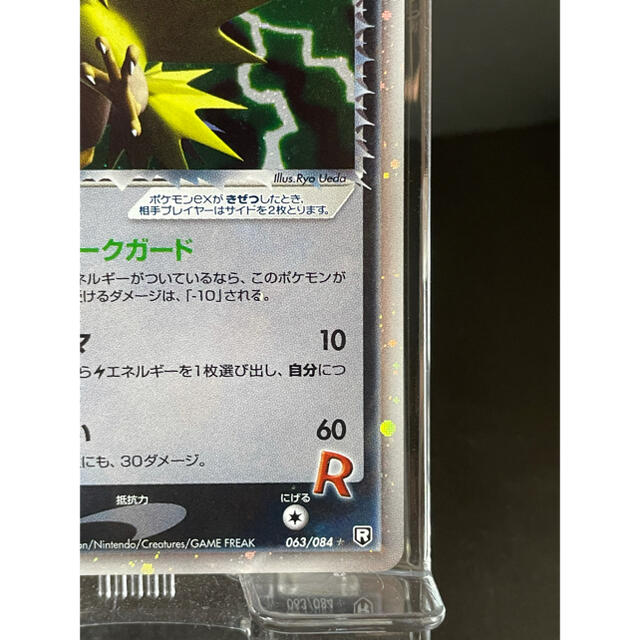 Illus.Ryo Ueda
ポケモンexが きぜつしたとき、
相手プレイヤーはサイドを2枚とります。
ークガード
ネルギーがついているなら、このポケモンが
けるダメージは、「-10」される。
マ 10
ら エネルギーを1枚選び出し、自分につ
い 60
にも、30ダメージ。
R
抵抗力 にげる
on/Nintendo/Creatures/GAME FREAK 063/084 R